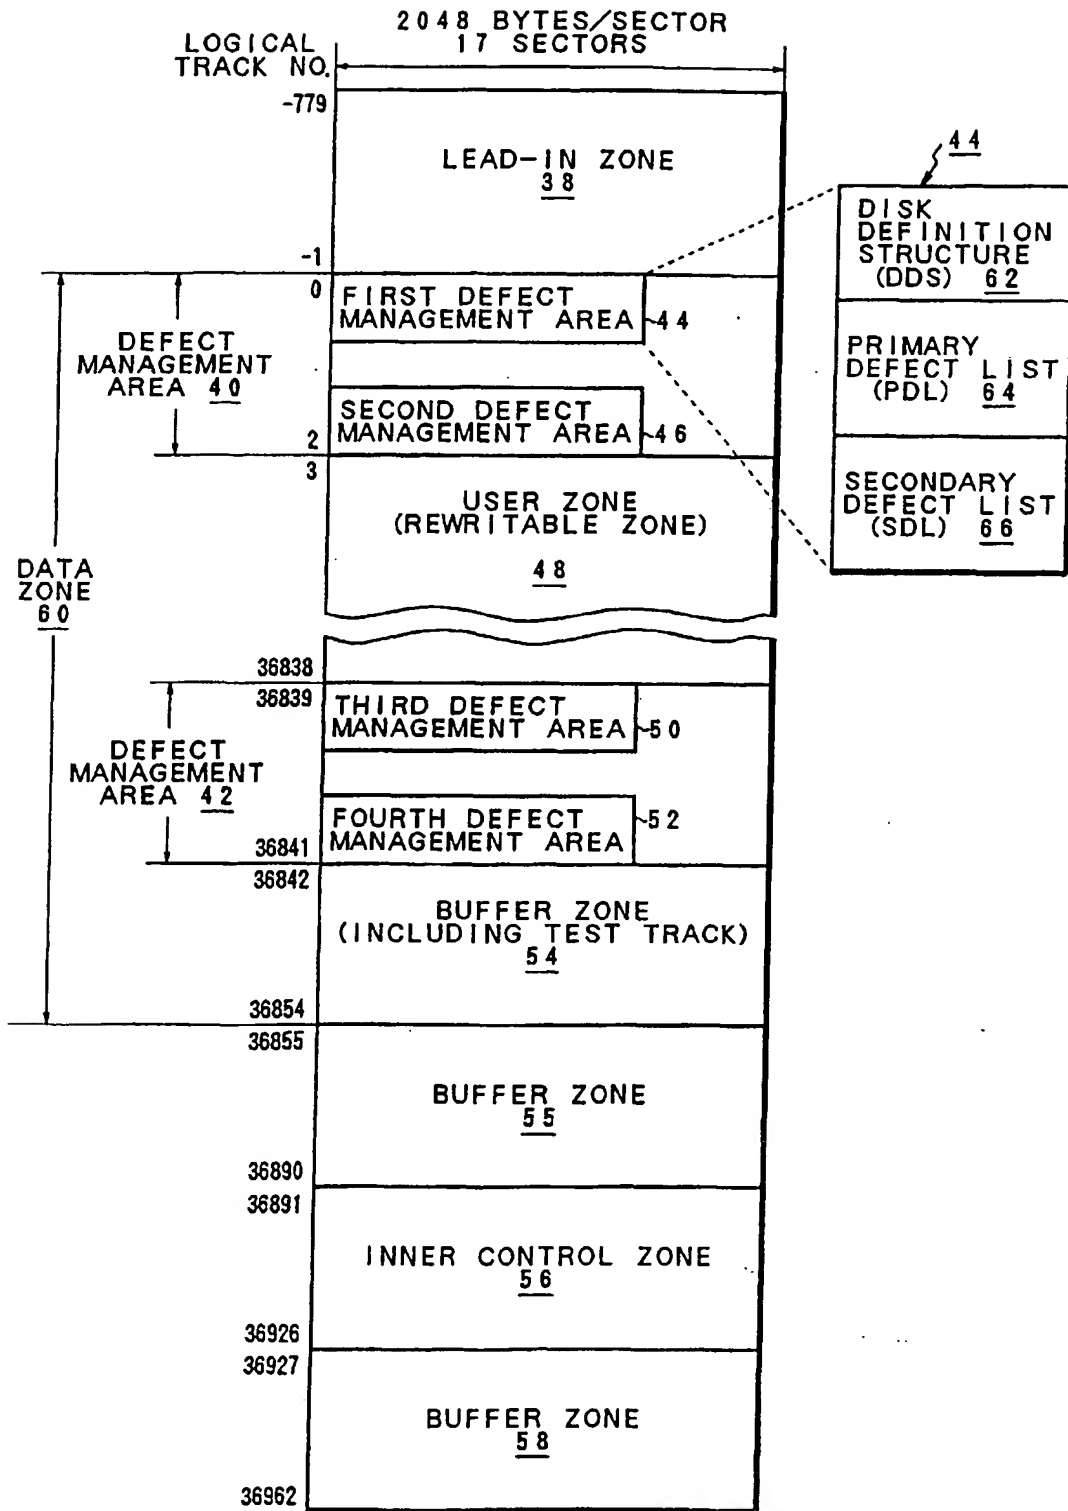 2048 BYTES/SECTOR
17 SECTORS
LOGICAL
TRACK NO.
-779
LEAD-IN ZONE
38
-1
0
FIRST DEFECT
MANAGEMENT AREA
44
DEFECT
MANAGEMENT
AREA 40
SECOND DEFECT
MANAGEMENT AREA
46
2
3
USER ZONE
(REWRITABLE ZONE)
48
44
DISK
DEFINITION
STRUCTURE
(DDS) 62
PRIMARY
DEFECT LIST
(PDL) 64
SECONDARY
DEFECT LIST
(SDL) 66
DATA
ZONE
60
36838
36839
THIRD DEFECT
MANAGEMENT AREA
50
DEFECT
MANAGEMENT
AREA 42
FOURTH DEFECT
MANAGEMENT AREA
52
36841
36842
BUFFER ZONE
(INCLUDING TEST TRACK)
54
36854
36855
BUFFER ZONE
55
36890
36891
INNER CONTROL ZONE
56
36926
36927
BUFFER ZONE
58
36962